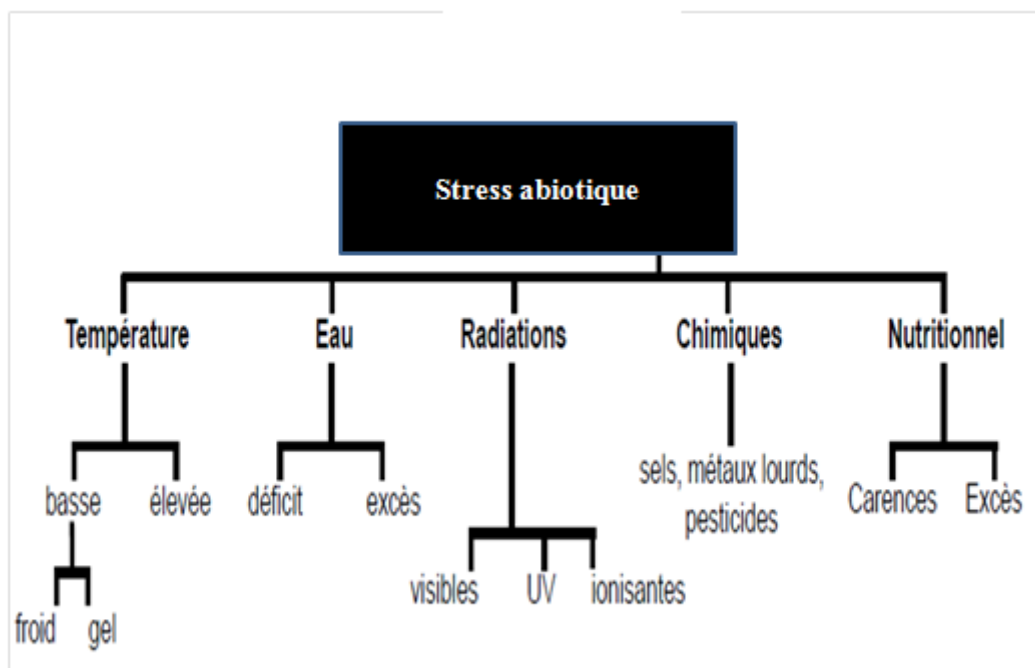 Stress abiotique
Température Eau Radiations Chimiques Nutritionnel
basse élevée déficit excès sels, métaux lourds, pesticides Carences Excès
visibles UV ionisantes
froid gel